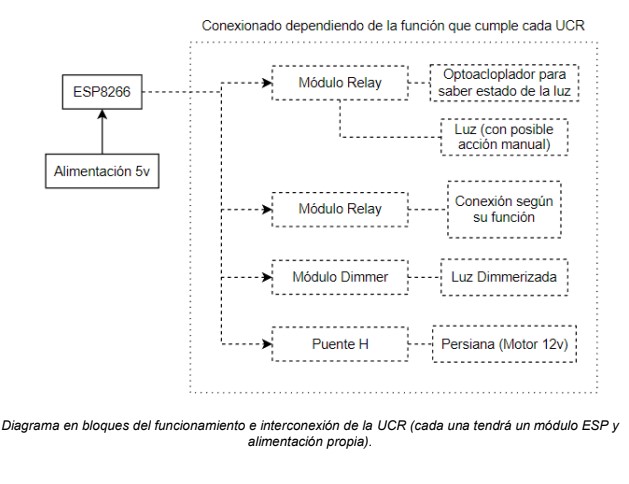 Conexionado dependiendo de la función que cumple cada UCR
ESP8266
Alimentación 5v
Módulo Relay
Optoacloplador para
saber estado de la luz
Luz (con posible
acción manual)
Módulo Relay
Conexión según
su función
Módulo Dimmer
Luz Dimmerizada
Puente H
Persiana (Motor 12v)
Diagrama en bloques del funcionamiento e interconexión de la UCR (cada una tendrá un módulo ESP y
alimentación propia).